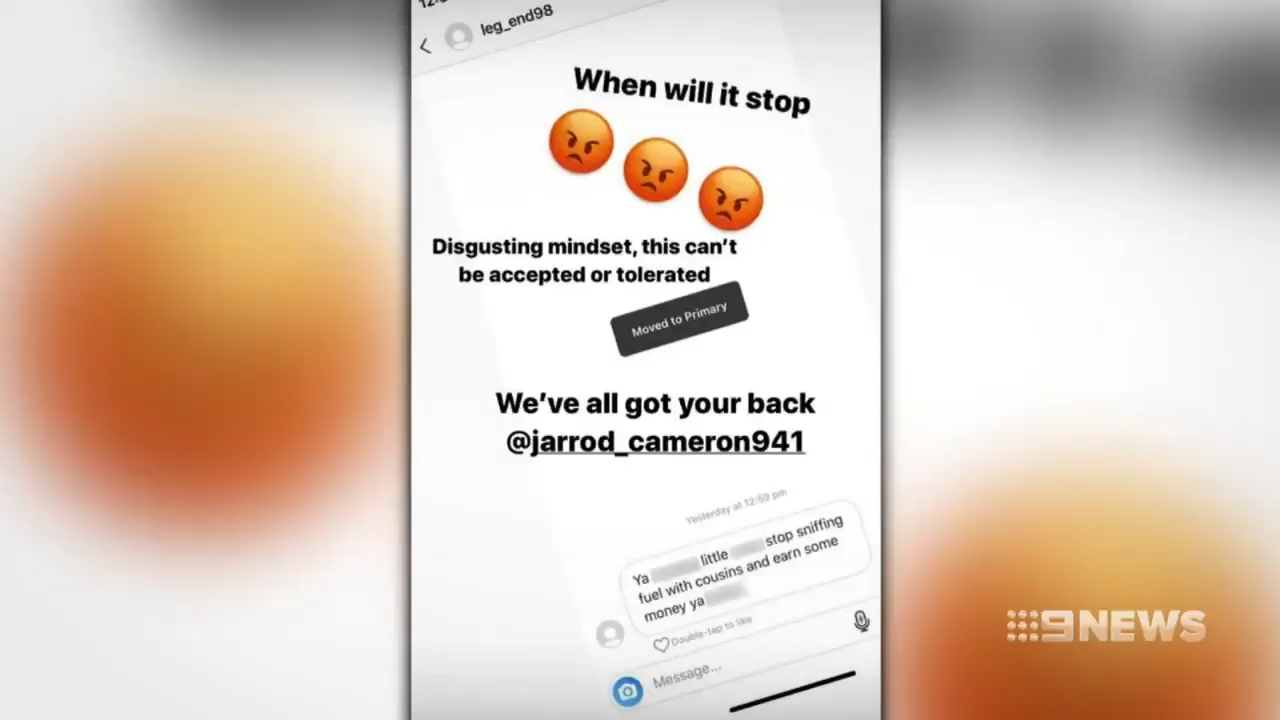 leg_end98
When will it stop
Disgusting mindset, this can't
be accepted or tolerated
Moved to Primary
We've all got your back
@jarrod_cameron941
Yesterday at 12:59 pm
Ya little stop sniffing
fuel with cousins and earn some
money ya
Double-tap to like
Message...
9NEWS